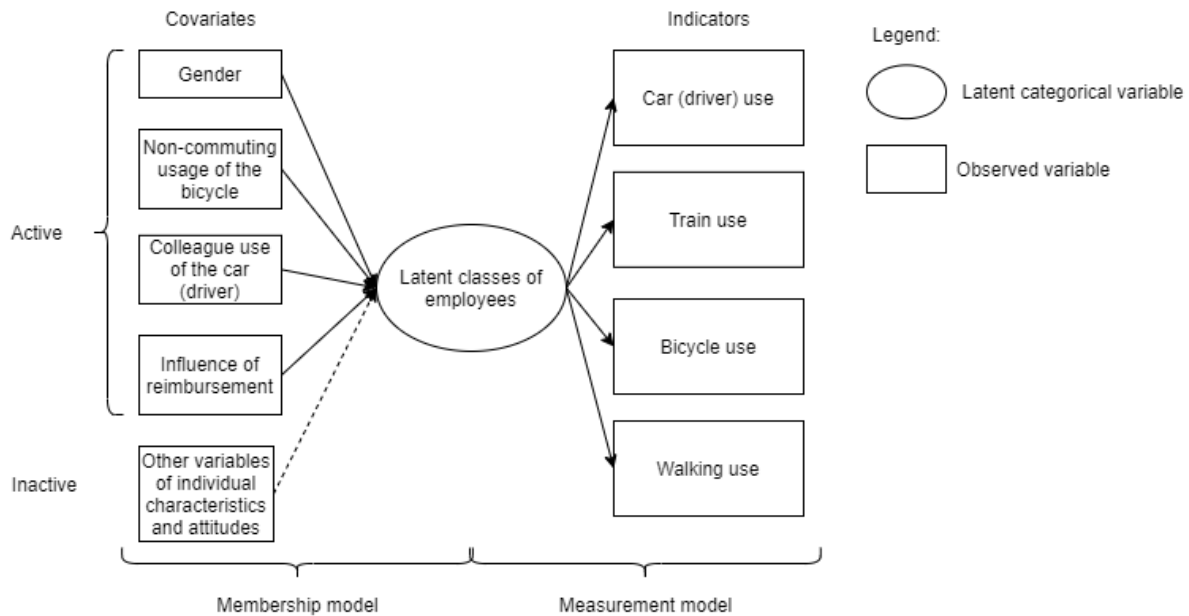 Covariates
Indicators
Legend:
Gender
Car (driver) use
Latent categorical variable
Non-commuting
usage of the
bicycle
Observed variable
Train use
Active
Colleague use
of the car
(driver)
Latent classes of
employees
Bicycle use
Influence of
reimbursement
Walking use
Inactive
Other variables
of individual
characteristics
and attitudes
Membership model
Measurement model